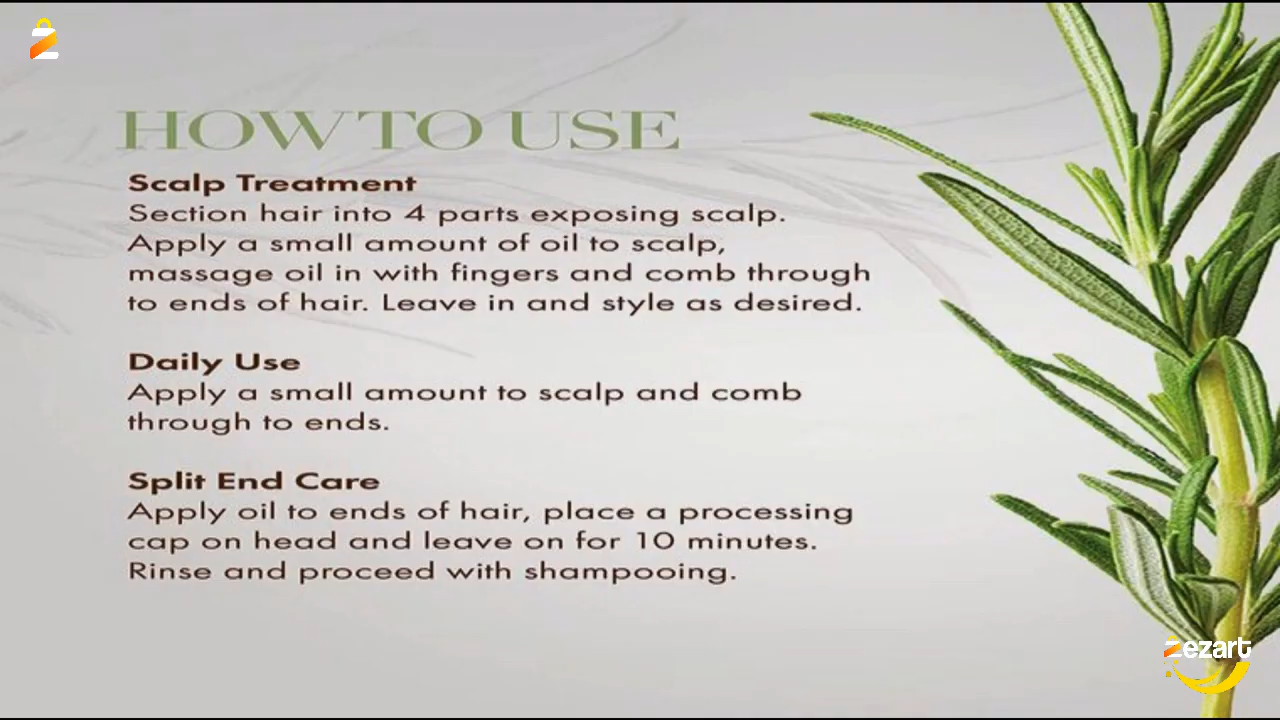 HOW TO USE
Scalp Treatment
Section hair into 4 parts exposing scalp.
Apply a small amount of oil to scalp,
massage oil in with fingers and comb through
to ends of hair. Leave in and style as desired.
Daily Use
Apply a small amount to scalp and comb
through to ends.
Split End Care
Apply oil to ends of hair, place a processing
cap on head and leave on for 10 minutes.
Rinse and proceed with shampooing.
Zezart